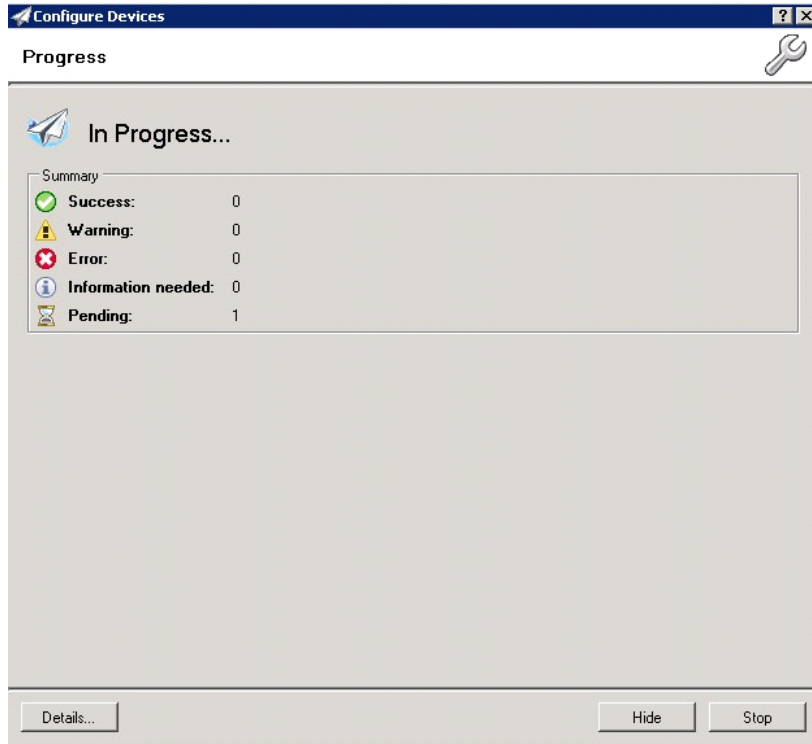 Configure Devices
Progress
In Progress...
Summary
Success: 0
Warning: 0
Error: 0
Information needed: 0
Pending: 1
Details... Hide Stop